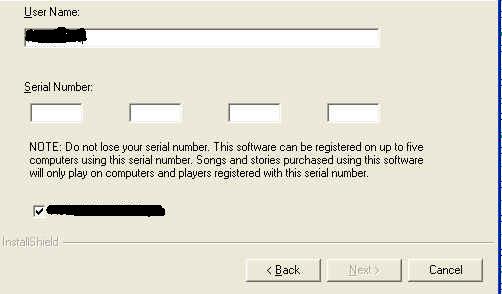 User Name:
Serial Number:
NOTE: Do not lose your serial number. This software can be registered on up to five
computers using this serial number. Songs and stories purchased using this software
will only play on computers and players registered with this serial number.
InstallShield
< Back Next > Cancel